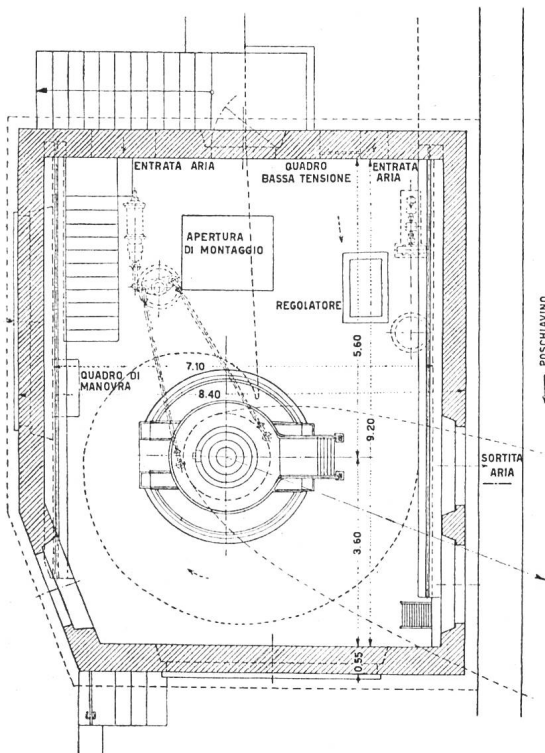 ENTRATA ARIA
QUADRO
BASSA TENSIONE
ENTRATA
ARIA
APERTURA
DI MONTAGGIO
REGOLATORE
5.60
POSCHIAVINO
7.10
QUADRO DI
MANOVRA
8.40
9.20
SORTITA
ARIA
3.60
0.55